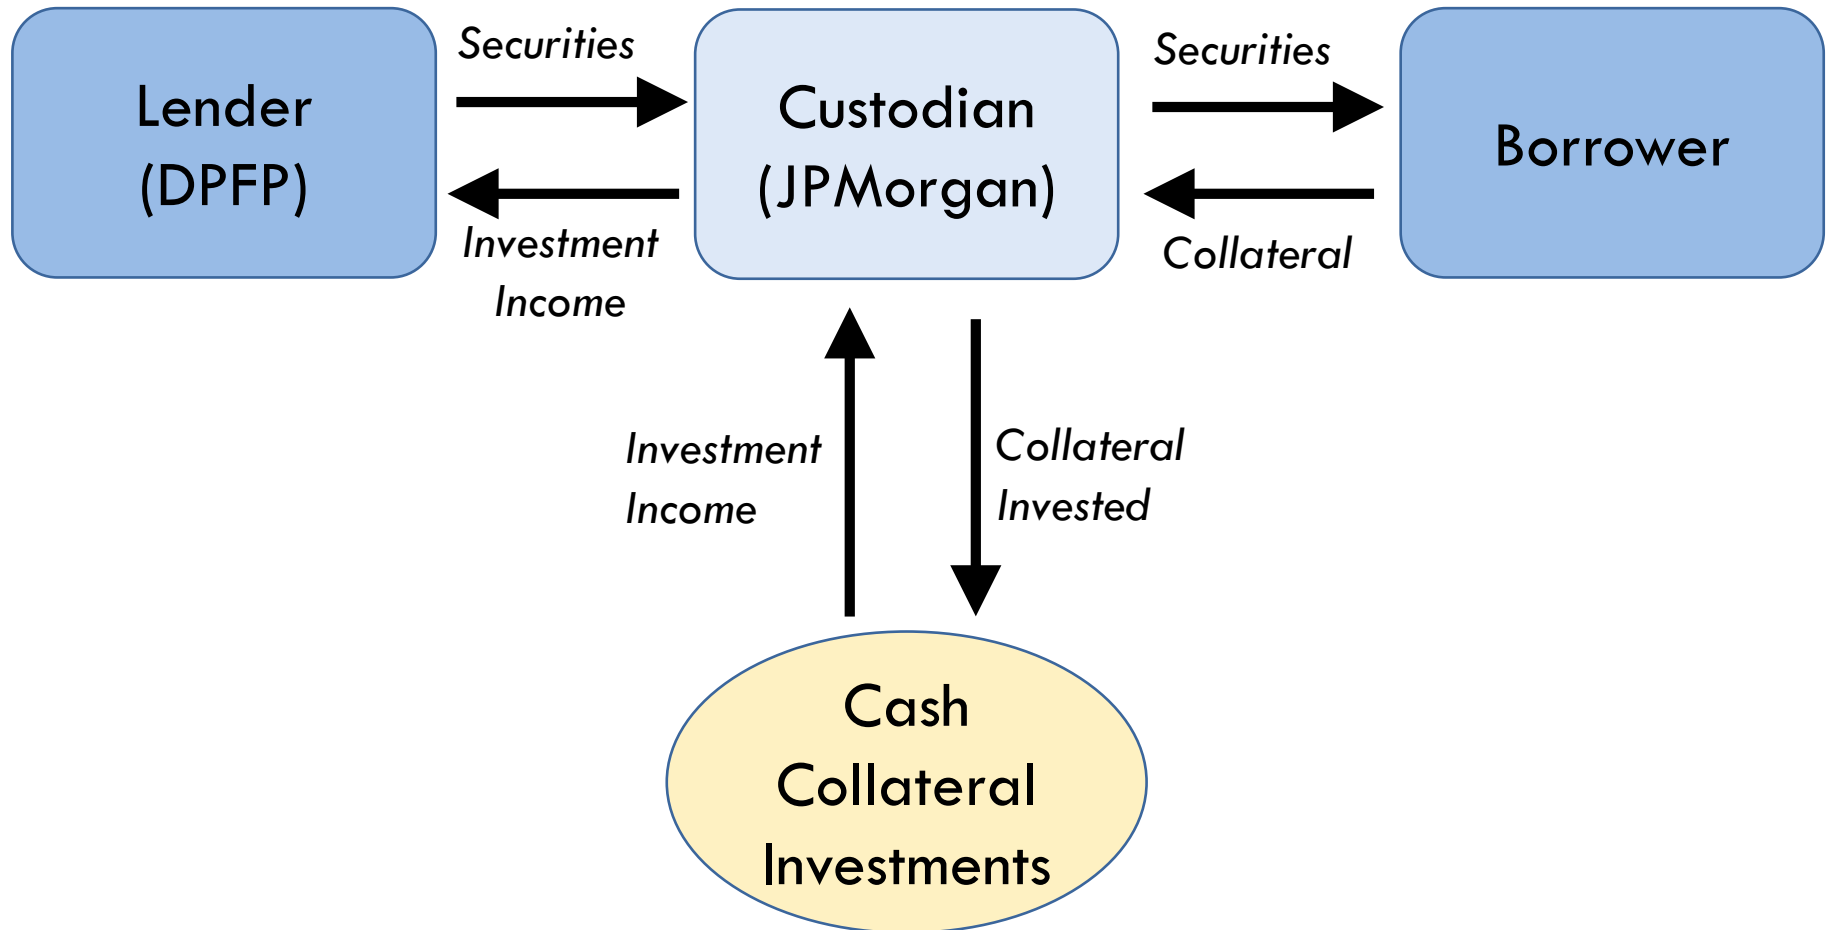 Lender
(DPFP)
Securities
Investment
Income
Custodian
(JPMorgan)
Securities
Collateral
Borrower
Investment
Income
Collateral
Invested
Cash
Collateral
Investments